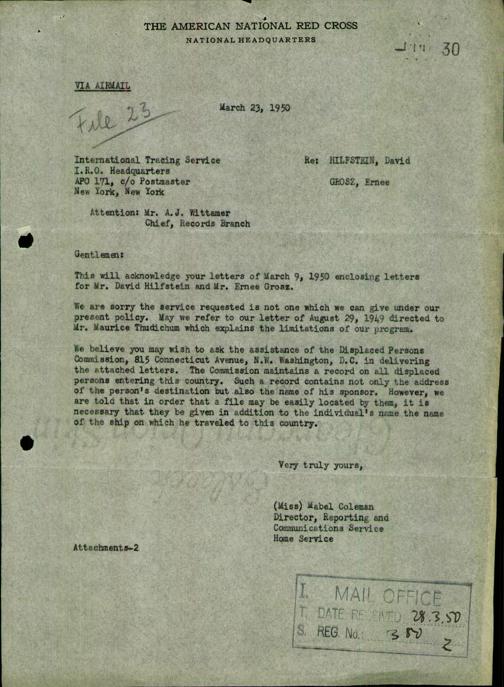 THE AMERICAN NATIONAL RED CROSS
NATIONAL HEADQUARTERS
30
VIA AIRMAIL
File 23
March 23, 1950
International Tracing Service Re: HILFSTEIN, David
I.R.O. Headquarters
APO 171, c/o Postmaster GROSZ, Ernee
New York, New York
Attention: Mr. A.J. Wittamer
Chief, Records Branch
Gentlemen:
This will acknowledge your letters of March 9, 1950 enclosing letters
for Mr. David Hilfstein and Mr. Ernee Grosz.
We are sorry the service requested is not one which we can give under our
present policy. May we refer to our letter of August 29, 1949 directed to
Mr. Maurice Thudichum which explains the limitations of our program.
We believe you may wish to ask the assistance of the Displaced Persons
Commission, 815 Connecticut Avenue, N.W. Washington, D.C. in delivering
the attached letters. The Commission maintains a record on all displaced
persons entering this country. Such a record contains not only the address
of the person's destination but also the name of his sponsor. However, we
are told that in order that a file may be easily located by them, it is
necessary that they be given in addition to the individual's name the name
of the ship on which he traveled to this country.
Very truly yours,
(Miss) Mabel Coleman
Director, Reporting and
Communications Service
Home Service
Attachments-2
I. MAIL OFFICE
T. DATE RECEIVED 28.3.50
S. REG. No.: 380
2